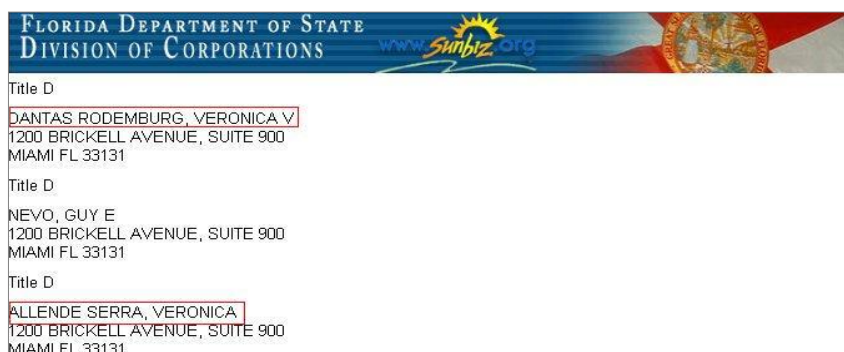 FLORIDA DEPARTMENT OF STATE
DIVISION OF CORPORATIONS
www.sunbiz.org
Title D
DANTAS RODEMBURG, VERONICA V
1200 BRICKELL AVENUE, SUITE 900
MIAMI FL 33131
Title D
NEVO, GUY E
1200 BRICKELL AVENUE, SUITE 900
MIAMI FL 33131
Title D
ALLENDE SERRA, VERONICA
1200 BRICKELL AVENUE, SUITE 900
MIAMI FL 33131